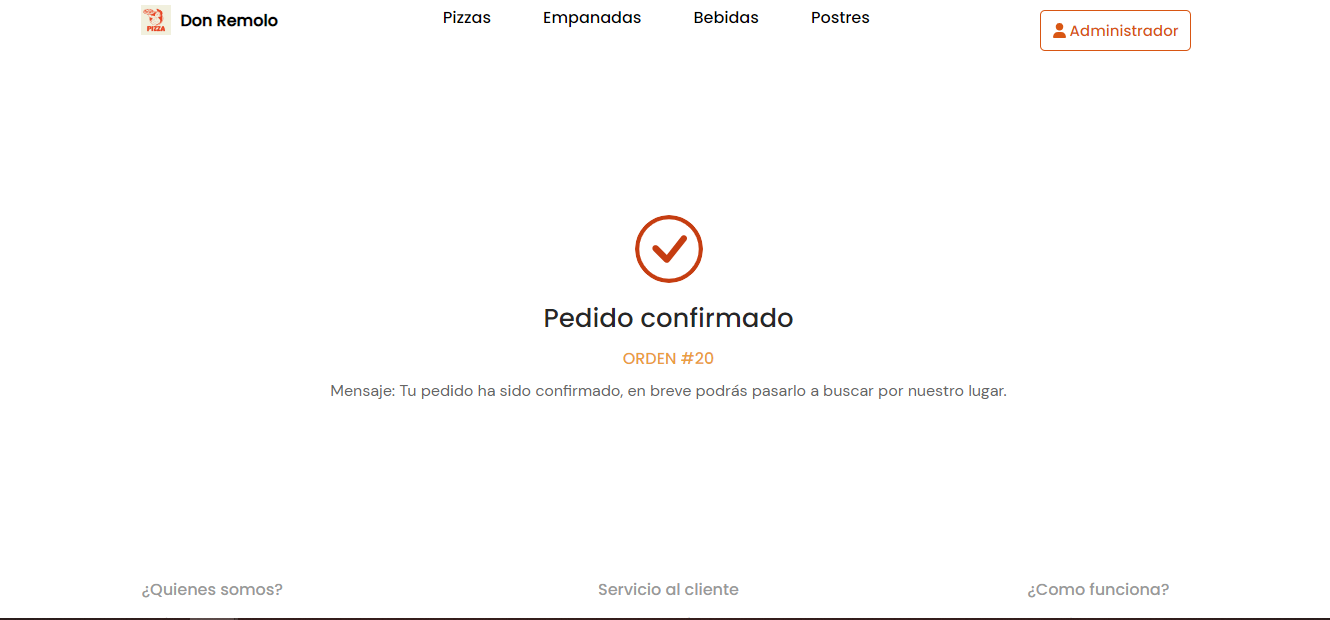 PIZZA
Don Remolo
Pizzas
Empanadas
Bebidas
Postres
Administrador
Pedido confirmado
ORDEN #20
Mensaje: Tu pedido ha sido confirmado, en breve podrás pasarlo a buscar por nuestro lugar.
¿Quienes somos?
Servicio al cliente
¿Como funciona?